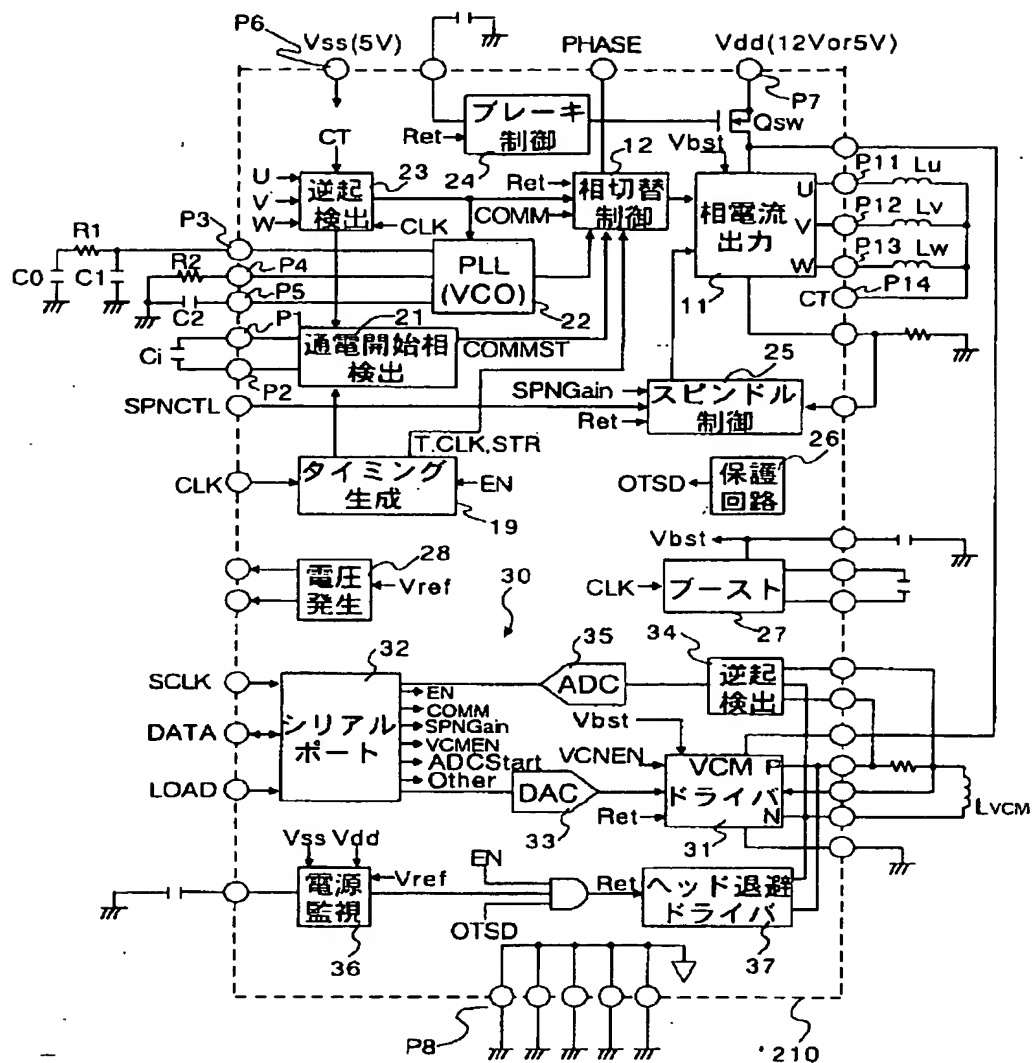 P6
Vss(5V)
PHASE
Vdd(12Vor5V)
P7
Qsw
CT
ブレーキ
制御
Ret
24
12
Vbst
U
V
W
逆起
検出
23
CLK
Ret
COMM
相切替
制御
相電流
出力
U
V
W
11
P11
Lu
P12
Lv
P13
Lw
CT
P14
P3
R1
C0
C1
R2
P4
P5
C2
PLL
(VCO)
22
P1
Ci
P2
21
通電開始相
検出
COMMST
25
SPNGain
スピンドル
制御
Ret
SPNCTL
T.CLK,STR
CLK
タイミング
生成
EN
19
26
OTSD
保護
回路
28
電圧
発生
Vref
30
Vbst
CLK
ブースト
27
32
35
34
SCLK
DATA
LOAD
シリアル
ポート
EN
COMM
SPNGain
VCMEN
ADCStart
Other
ADC
逆起
検出
Vbst
VCNEN
DAC
33
Ret
VCM
ドライバ
P
N
31
LVCM
Vss
Vdd
電源
監視
Vref
36
EN
OTSD
Ret
ヘッド退避
ドライバ
37
P8
210